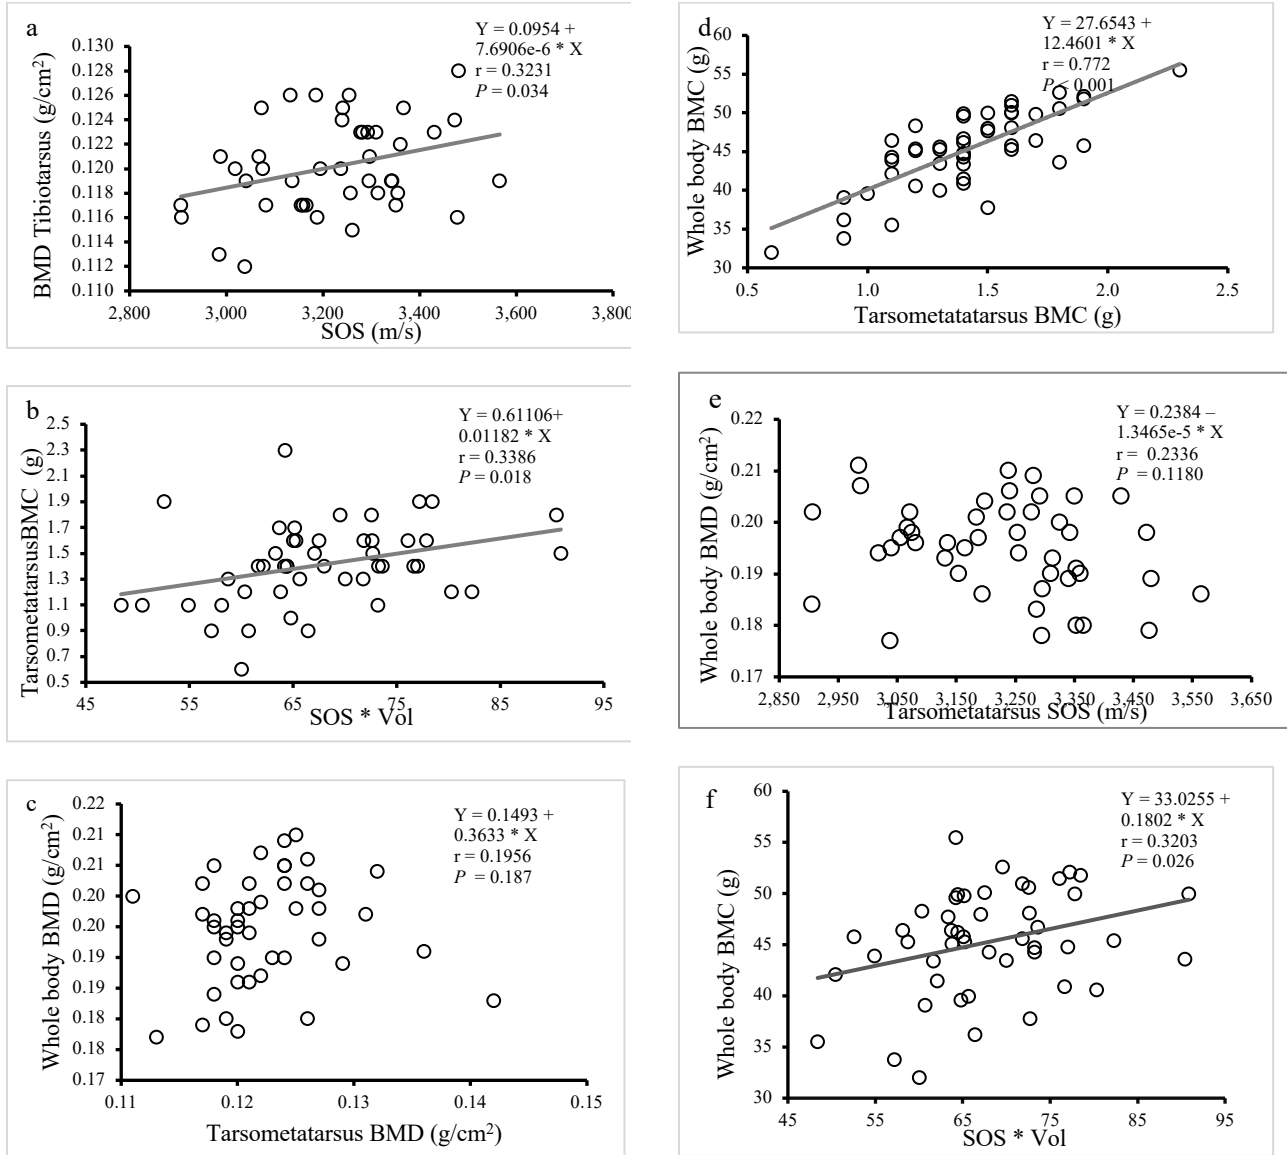 a
Y = 0.0954 +
7.6906e-6 * X
r = 0.3231
P = 0.034
BMD Tibiotarsus (g/cm²)
0.130
0.128
0.126
0.124
0.122
0.120
0.118
0.116
0.114
0.112
0.110
2,800
3,000
3,200
3,400
3,600
3,800
SOS (m/s)
d
Y = 27.6543 +
12.4601 * X
r = 0.772
P < 0.001
Whole body BMC (g)
60
55
50
45
40
35
30
0.5
1.0
1.5
2.0
2.5
Tarsometatatarsus BMC (g)
b
Y = 0.61106+
0.01182 * X
r = 0.3386
P = 0.018
TarsometatarsusBMC (g)
2.5
2.3
2.1
1.9
1.7
1.5
1.3
1.1
0.9
0.7
0.5
45
55
65
75
85
95
SOS * Vol
e
Y = 0.2384 –
1.3465e-5 * X
r = 0.2336
P = 0.1180
Whole body BMD (g/cm²)
0.22
0.21
0.20
0.19
0.18
0.17
2,850
2,950
3,050
3,150
3,250
3,350
3,450
3,550
3,650
Tarsometatarsus SOS (m/s)
c
Y = 0.1493 +
0.3633 * X
r = 0.1956
P = 0.187
Whole body BMD (g/cm²)
0.22
0.21
0.21
0.20
0.20
0.19
0.19
0.18
0.18
0.17
0.11
0.12
0.13
0.14
0.15
Tarsometatarsus BMD (g/cm²)
f
Y = 33.0255 +
0.1802 * X
r = 0.3203
P = 0.026
Whole body BMC (g)
60
55
50
45
40
35
30
45
55
65
75
85
95
SOS * Vol